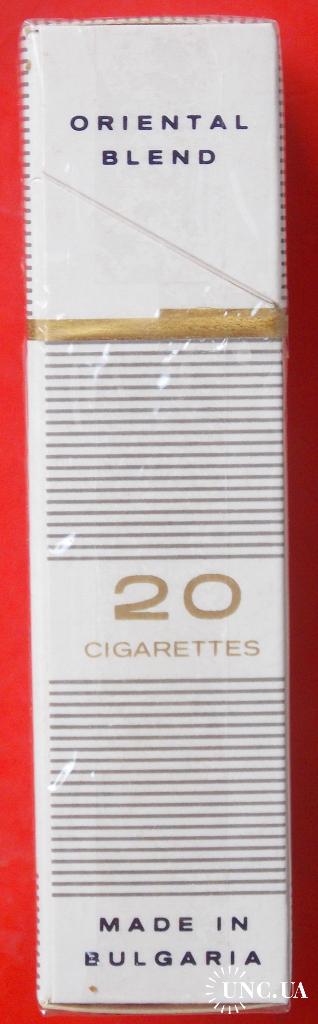 ORIENTAL
BLEND
20
CIGARETTES
MADE IN
BULGARIA
UNC.UA